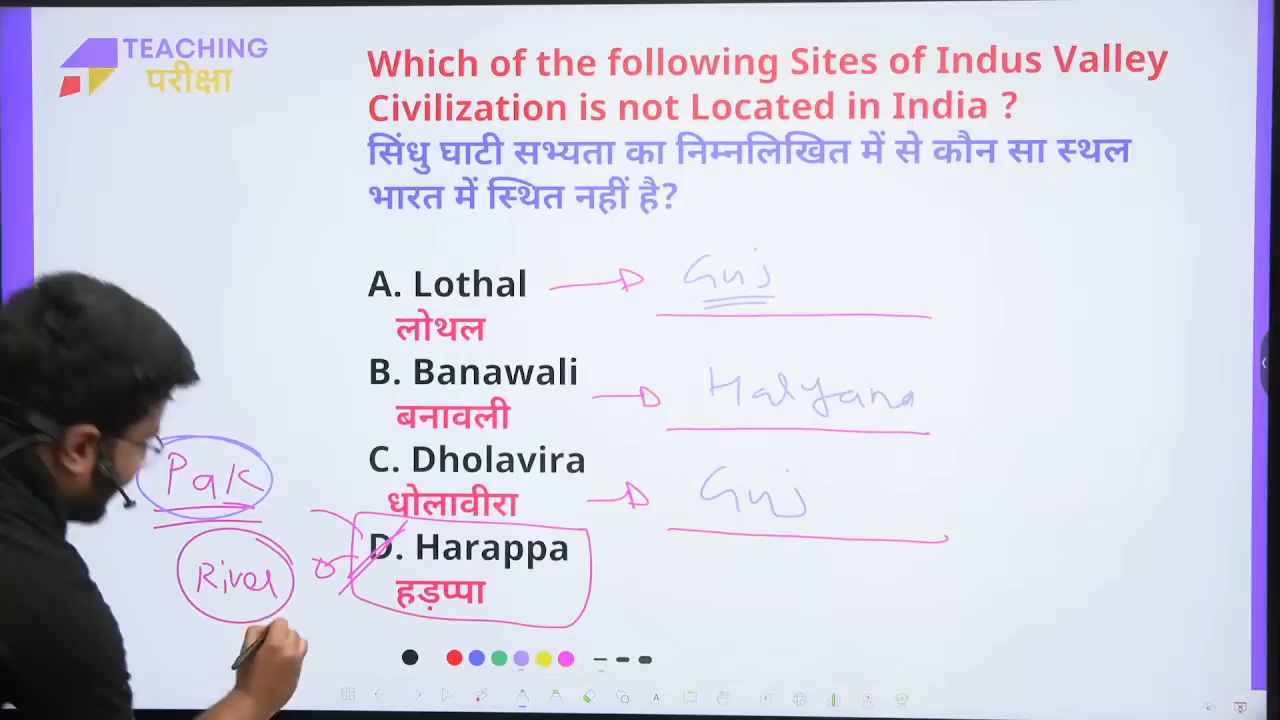 TEACHING
परीक्षा
Which of the following Sites of Indus Valley
Civilization is not Located in India ?
सिंधु घाटी सभ्यता का निम्नलिखित में से कौन सा स्थल
भारत में स्थित नहीं है?
A. Lothal
Guj
लोथल
B. Banawali
Haryana
बनावली
C. Dholavira
Guj
धोलावीरा
Pak
D. Harappa
River
हड़प्पा